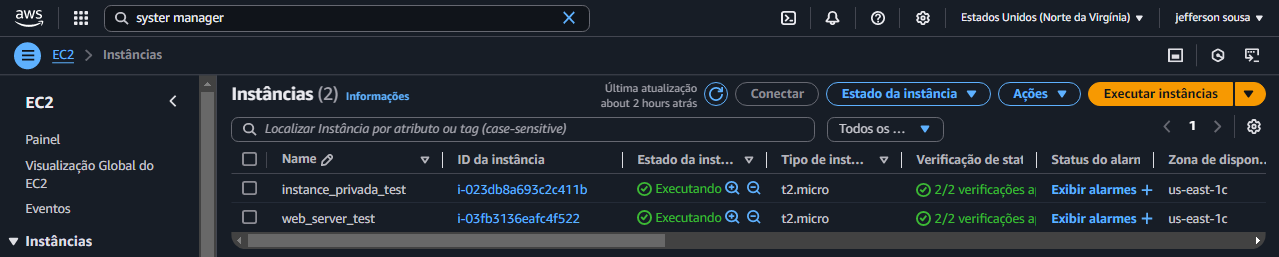 aws
syster manager
Estados Unidos (Norte da Virgínia)
jefferson sousa
EC2
Instâncias
EC2
Painel
Visualização Global do
EC2
Eventos
Instâncias
Instâncias (2) Informações
Última atualização
about 2 hours atrás
Conectar
Estado da instância
Ações
Executar instâncias
Localizar Instância por atributo ou tag (case-sensitive)
Todos os ...
1
Name ID da instância Estado da inst... Tipo de inst... Verificação de stat Status do alarm Zona de dispon...
instance_privada_test i-023db8a693c2c411b Executando t2.micro 2/2 verificações ap Exibir alarmes + us-east-1c
web_server_test i-03fb3136eafc4f522 Executando t2.micro 2/2 verificações ap Exibir alarmes + us-east-1c